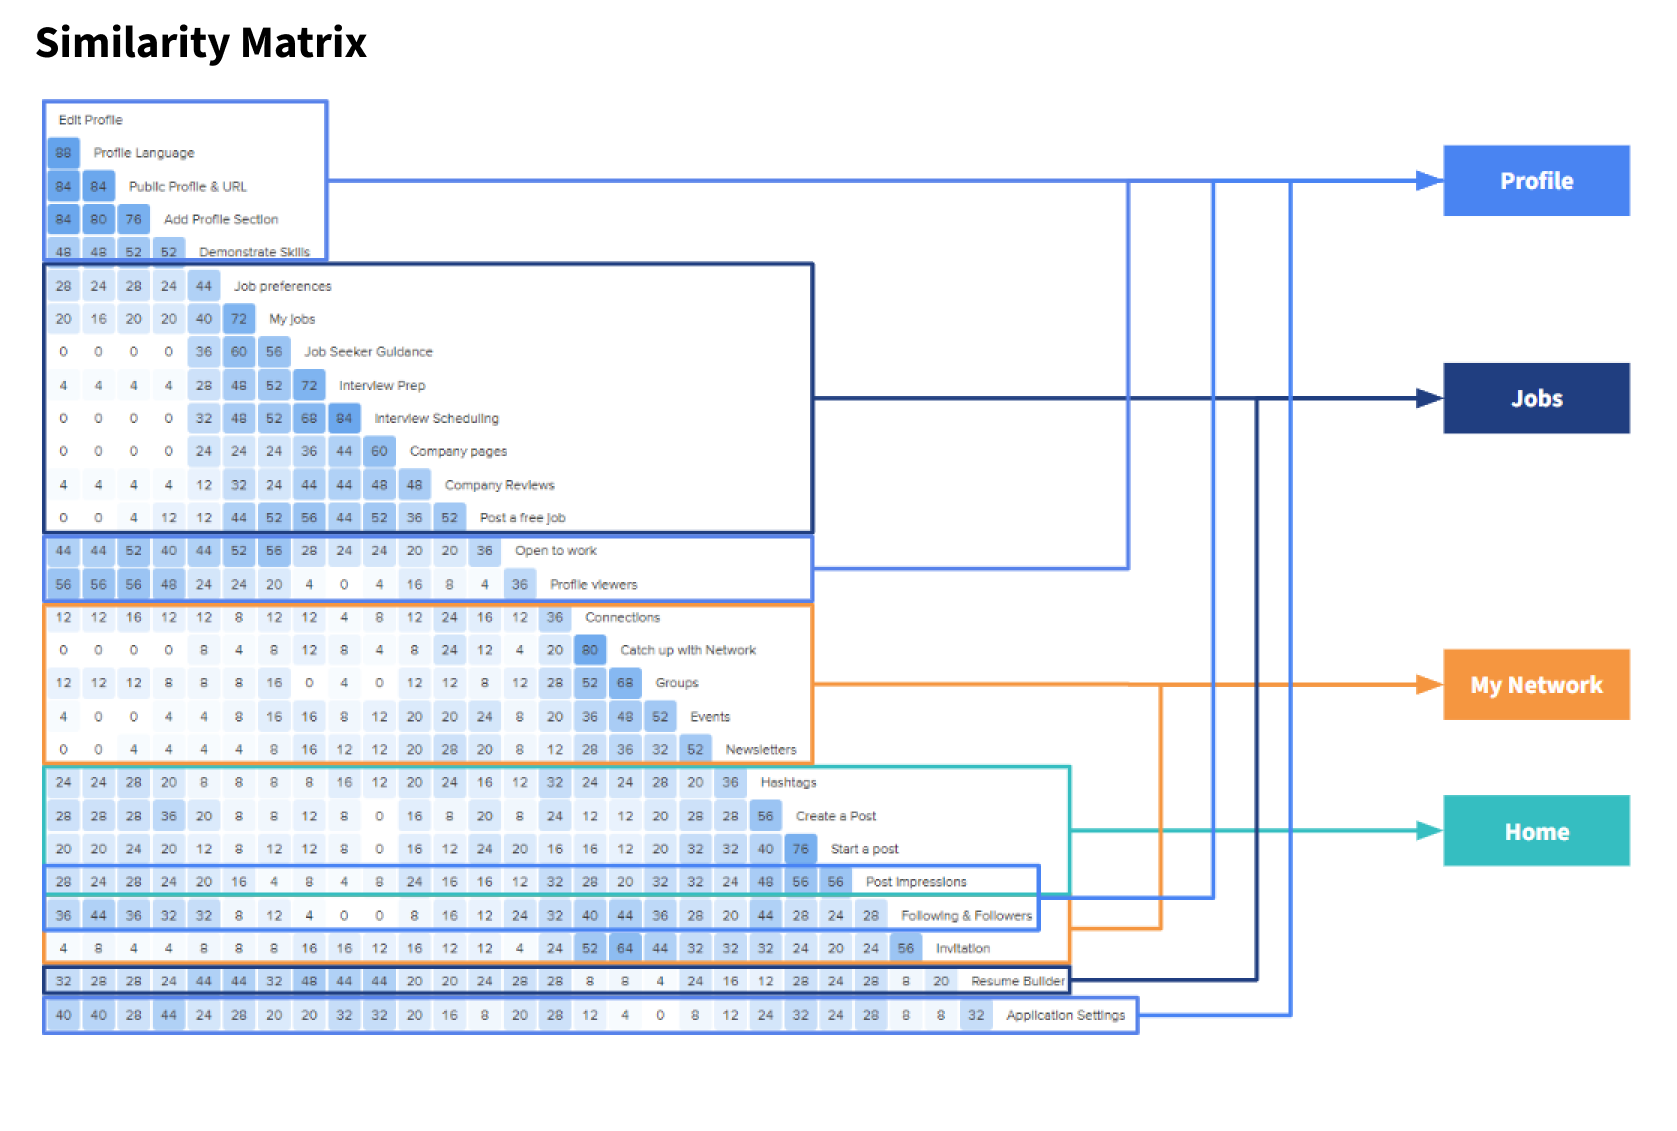 Similarity Matrix
Edit Profile
88 Profile Language
84 84 Public Profile & URL
Profile
84 80 76 Add Profile Section
48 48 52 52 Demonstrate Skills
28 24 28 24 44 Job preferences
20 16 20 20 40 72 My Jobs
0 0 0 0 36 60 56 Job Seeker Guidance
4 4 4 4 28 48 52 72 Interview Prep
Jobs
0 0 0 0 32 48 52 68 84 Interview Scheduling
0 0 0 0 24 24 24 36 44 60 Company pages
4 4 4 4 12 32 24 44 44 48 48 Company Reviews
0 0 4 12 12 44 52 56 44 52 36 52 Post a free job
44 44 52 40 44 52 56 28 24 24 20 20 36 Open to work
56 56 56 48 24 24 20 4 0 4 16 8 4 36 Profile viewers
12 12 16 12 12 8 12 12 4 8 12 24 16 12 36 Connections
0 0 0 0 8 4 8 12 8 4 8 24 12 4 20 80 Catch up with Network
12 12 12 8 8 8 16 0 4 0 12 12 8 12 28 52 68 Groups
My Network
4 0 0 4 4 8 16 16 8 12 20 20 24 8 20 36 48 52 Events
0 0 4 4 4 4 8 16 12 12 20 28 20 8 12 28 36 32 52 Newsletters
24 24 28 20 8 8 8 8 16 12 20 24 16 12 32 24 24 28 20 36 Hashtags
28 28 28 36 20 8 8 12 8 0 16 8 20 8 24 12 12 20 28 28 56 Create a Post
Home
20 20 24 20 12 8 12 12 8 0 16 12 24 20 16 16 12 20 32 32 40 76 Start a post
28 24 28 24 20 16 4 8 4 8 24 16 16 12 32 28 20 32 32 24 48 56 56 Post Impressions
36 44 36 32 32 8 12 4 0 0 8 16 12 24 32 40 44 36 28 20 44 28 24 28 Following & Followers
4 8 4 4 8 8 8 16 16 12 16 12 12 4 24 52 64 44 32 32 32 24 20 24 56 Invitation
32 28 28 24 44 44 32 48 44 44 20 20 24 28 28 8 8 4 24 16 12 28 24 28 8 20 Resume Builder
40 40 28 44 24 28 20 20 32 32 20 16 8 20 28 12 4 0 8 12 24 32 24 28 8 8 32 Application Settings